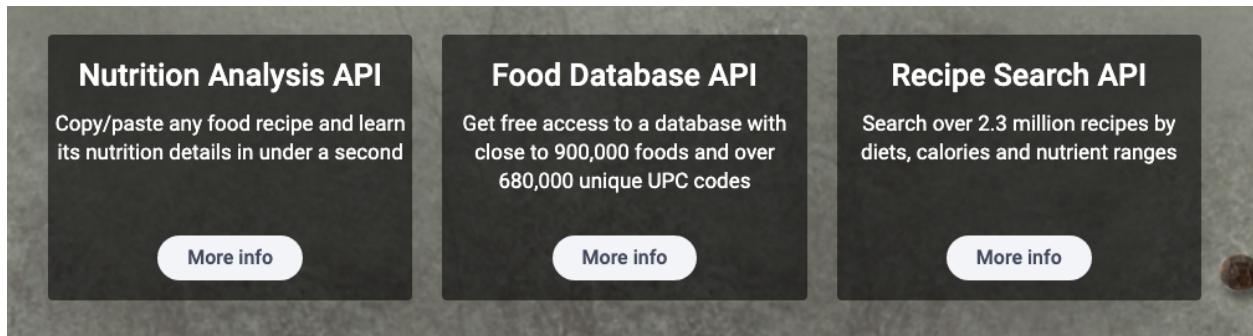 Nutrition Analysis API
Copy/paste any food recipe and learn
its nutrition details in under a second
More info
Food Database API
Get free access to a database with
close to 900,000 foods and over
680,000 unique UPC codes
More info
Recipe Search API
Search over 2.3 million recipes by
diets, calories and nutrient ranges
More info